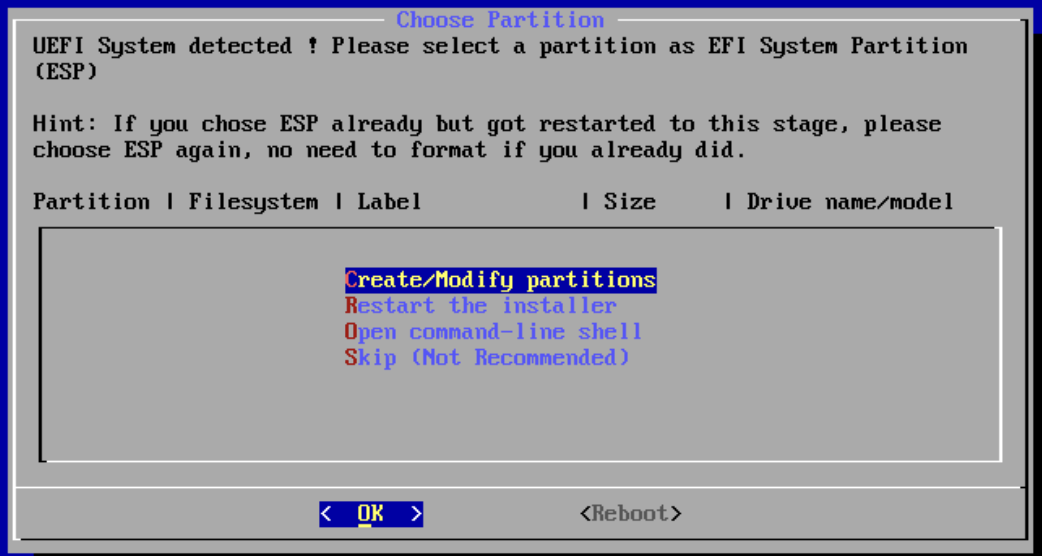 Choose Partition
UEFI System detected ! Please select a partition as EFI System Partition
(ESP)
Hint: If you chose ESP already but got restarted to this stage, please
choose ESP again, no need to format if you already did.
Partition | Filesystem | Label | Size | Drive name/model
Create/Modify partitions
Restart the installer
Open command-line shell
Skip (Not Recommended)
< OK > <Reboot>